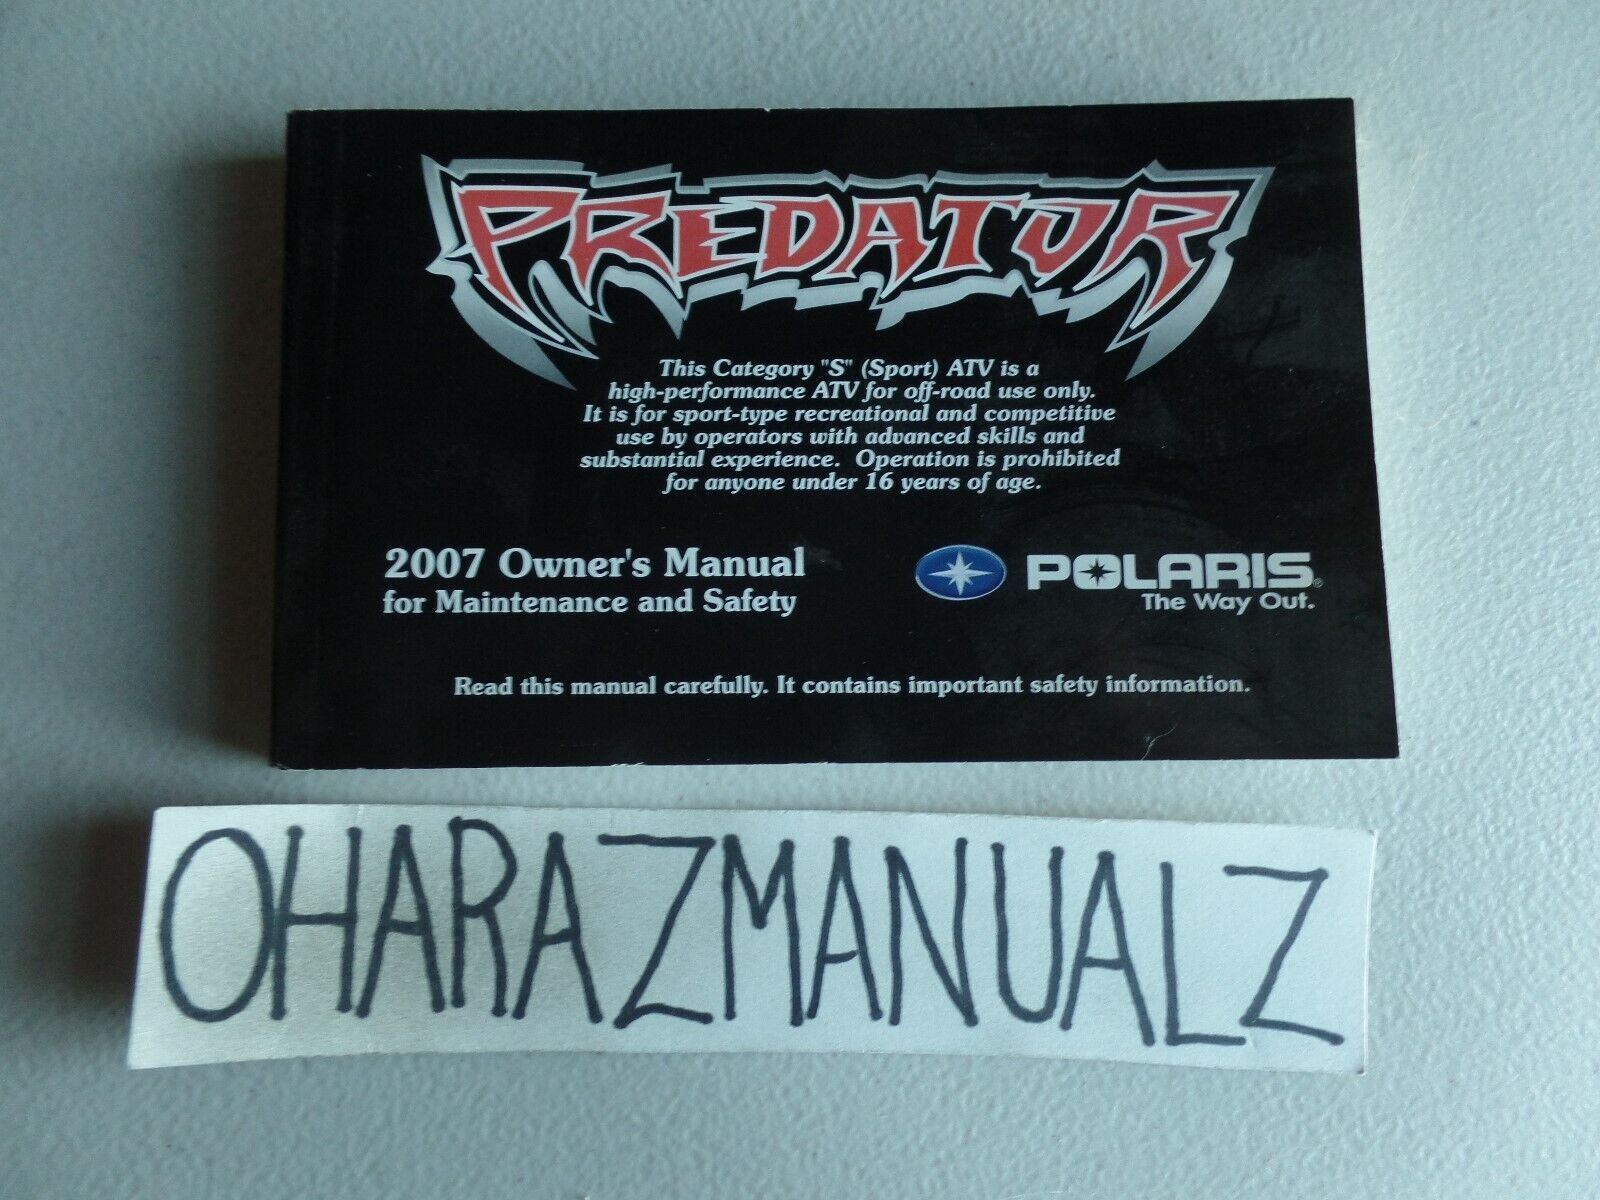 PREDATOR
This Category "S" (Sport) ATV is a
high-performance ATV for off-road use only.
It is for sport-type recreational and competitive
use by operators with advanced skills and
substantial experience. Operation is prohibited
for anyone under 16 years of age.
2007 Owner's Manual
for Maintenance and Safety
POLARIS®
The Way Out.
Read this manual carefully. It contains important safety information.
OHARAZMANUALZ